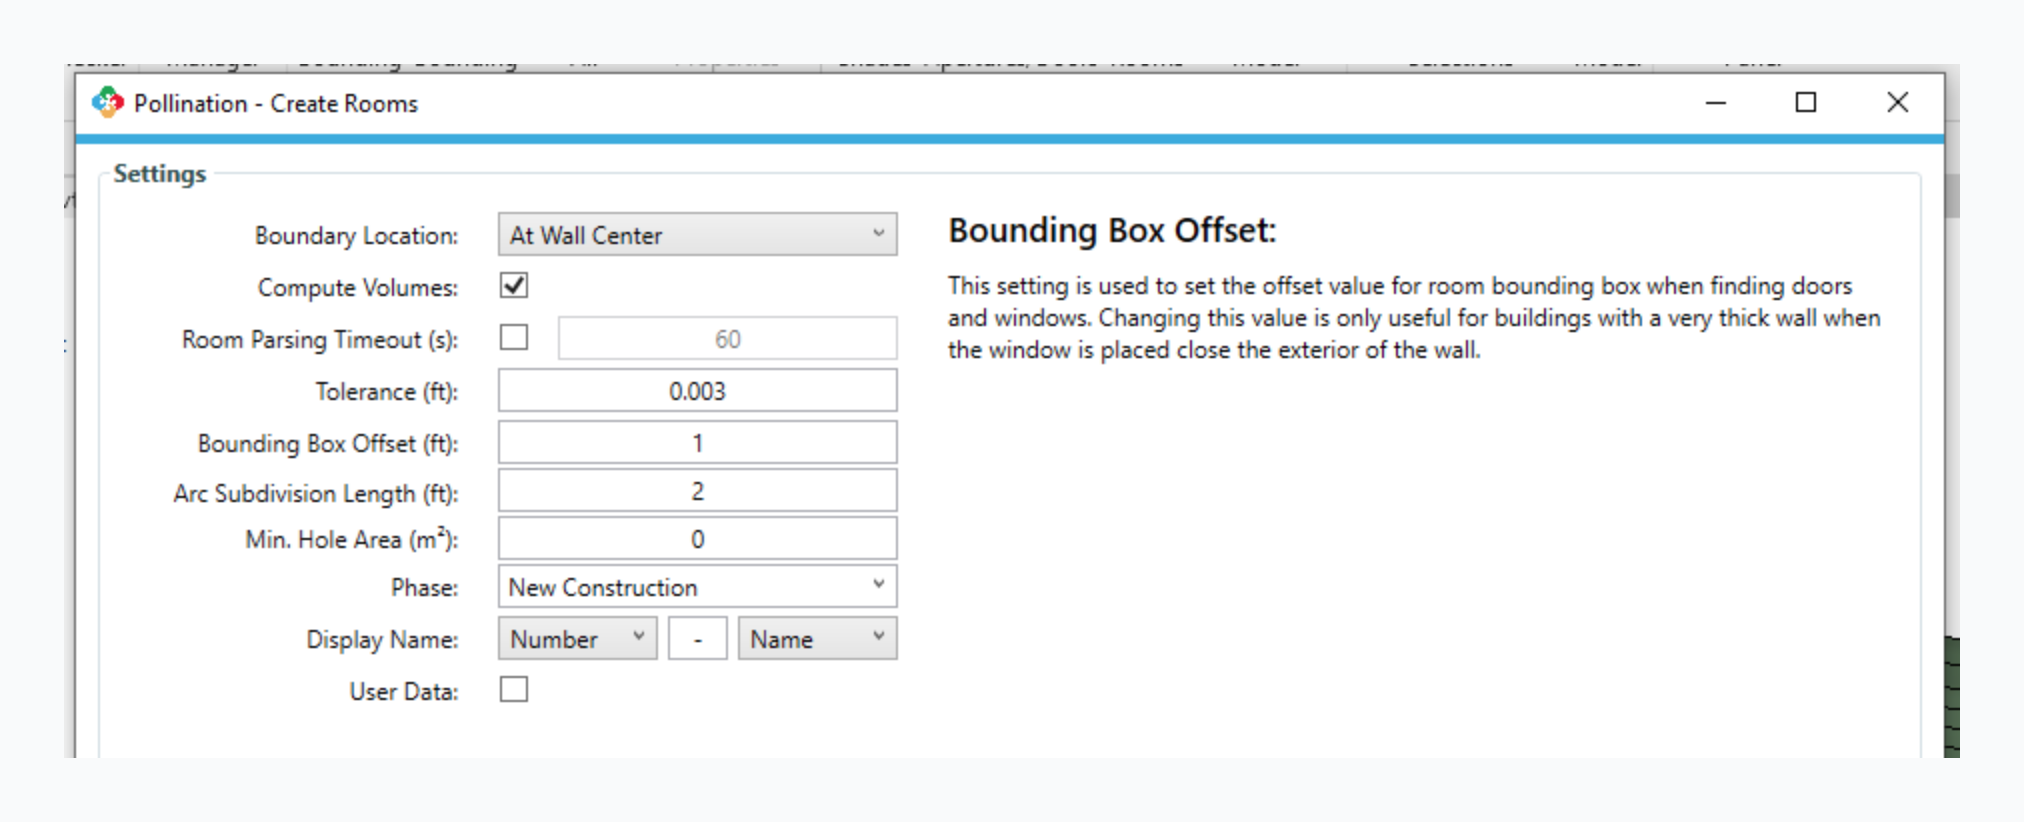 Pollination - Create Rooms
Settings
Boundary Location: At Wall Center
Compute Volumes:
Room Parsing Timeout (s): 60
Tolerance (ft): 0.003
Bounding Box Offset (ft): 1
Arc Subdivision Length (ft): 2
Min. Hole Area (m²): 0
Phase: New Construction
Display Name: Number - Name
User Data:
Bounding Box Offset:
This setting is used to set the offset value for room bounding box when finding doors
and windows. Changing this value is only useful for buildings with a very thick wall when
the window is placed close the exterior of the wall.